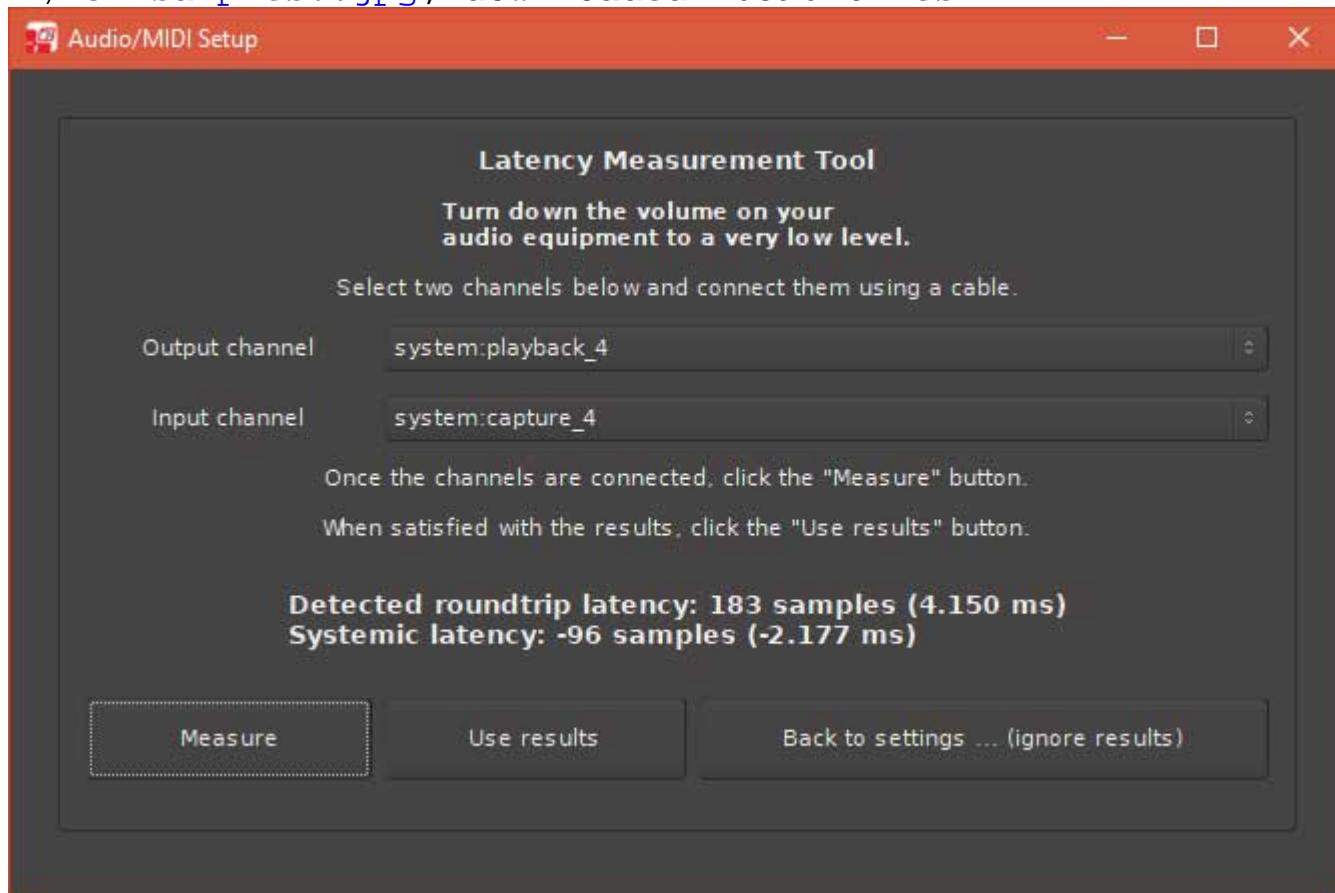 Audio/MIDI Setup
Latency Measurement Tool
Turn down the volume on your
audio equipment to a very low level.
Select two channels below and connect them using a cable.
Output channel system:playback_4
Input channel system:capture_4
Once the channels are connected, click the "Measure" button.
When satisfied with the results, click the "Use results" button.
Detected roundtrip latency: 183 samples (4.150 ms)
Systemic latency: -96 samples (-2.177 ms)
Measure Use results Back to settings ... (ignore results)